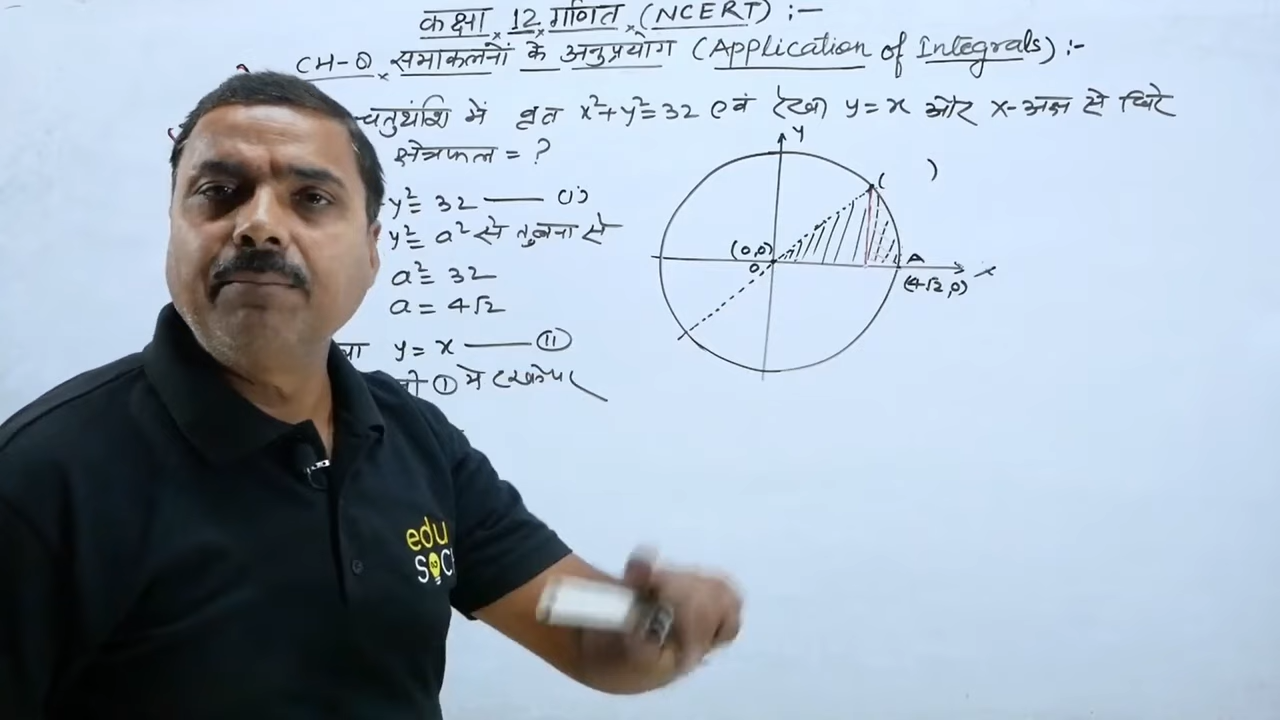 कक्षा 12 गणित (NCERT) :-
CH-8 समाकलनों के अनुप्रयोग (Application of Integrals) :-
चतुर्थांश में वृत x²+y²=32 एवं रेखा y=x और x-अक्ष से घिरे
क्षेत्रफल = ?
y²= 32 —— (i)
y²= a² से तुलना से
a²= 32
a = 4√2
y = x —— (ii)
(i) में रखने पर
y
( )
(0,0)
O
A
x
(4√2,0)
edu
SOC